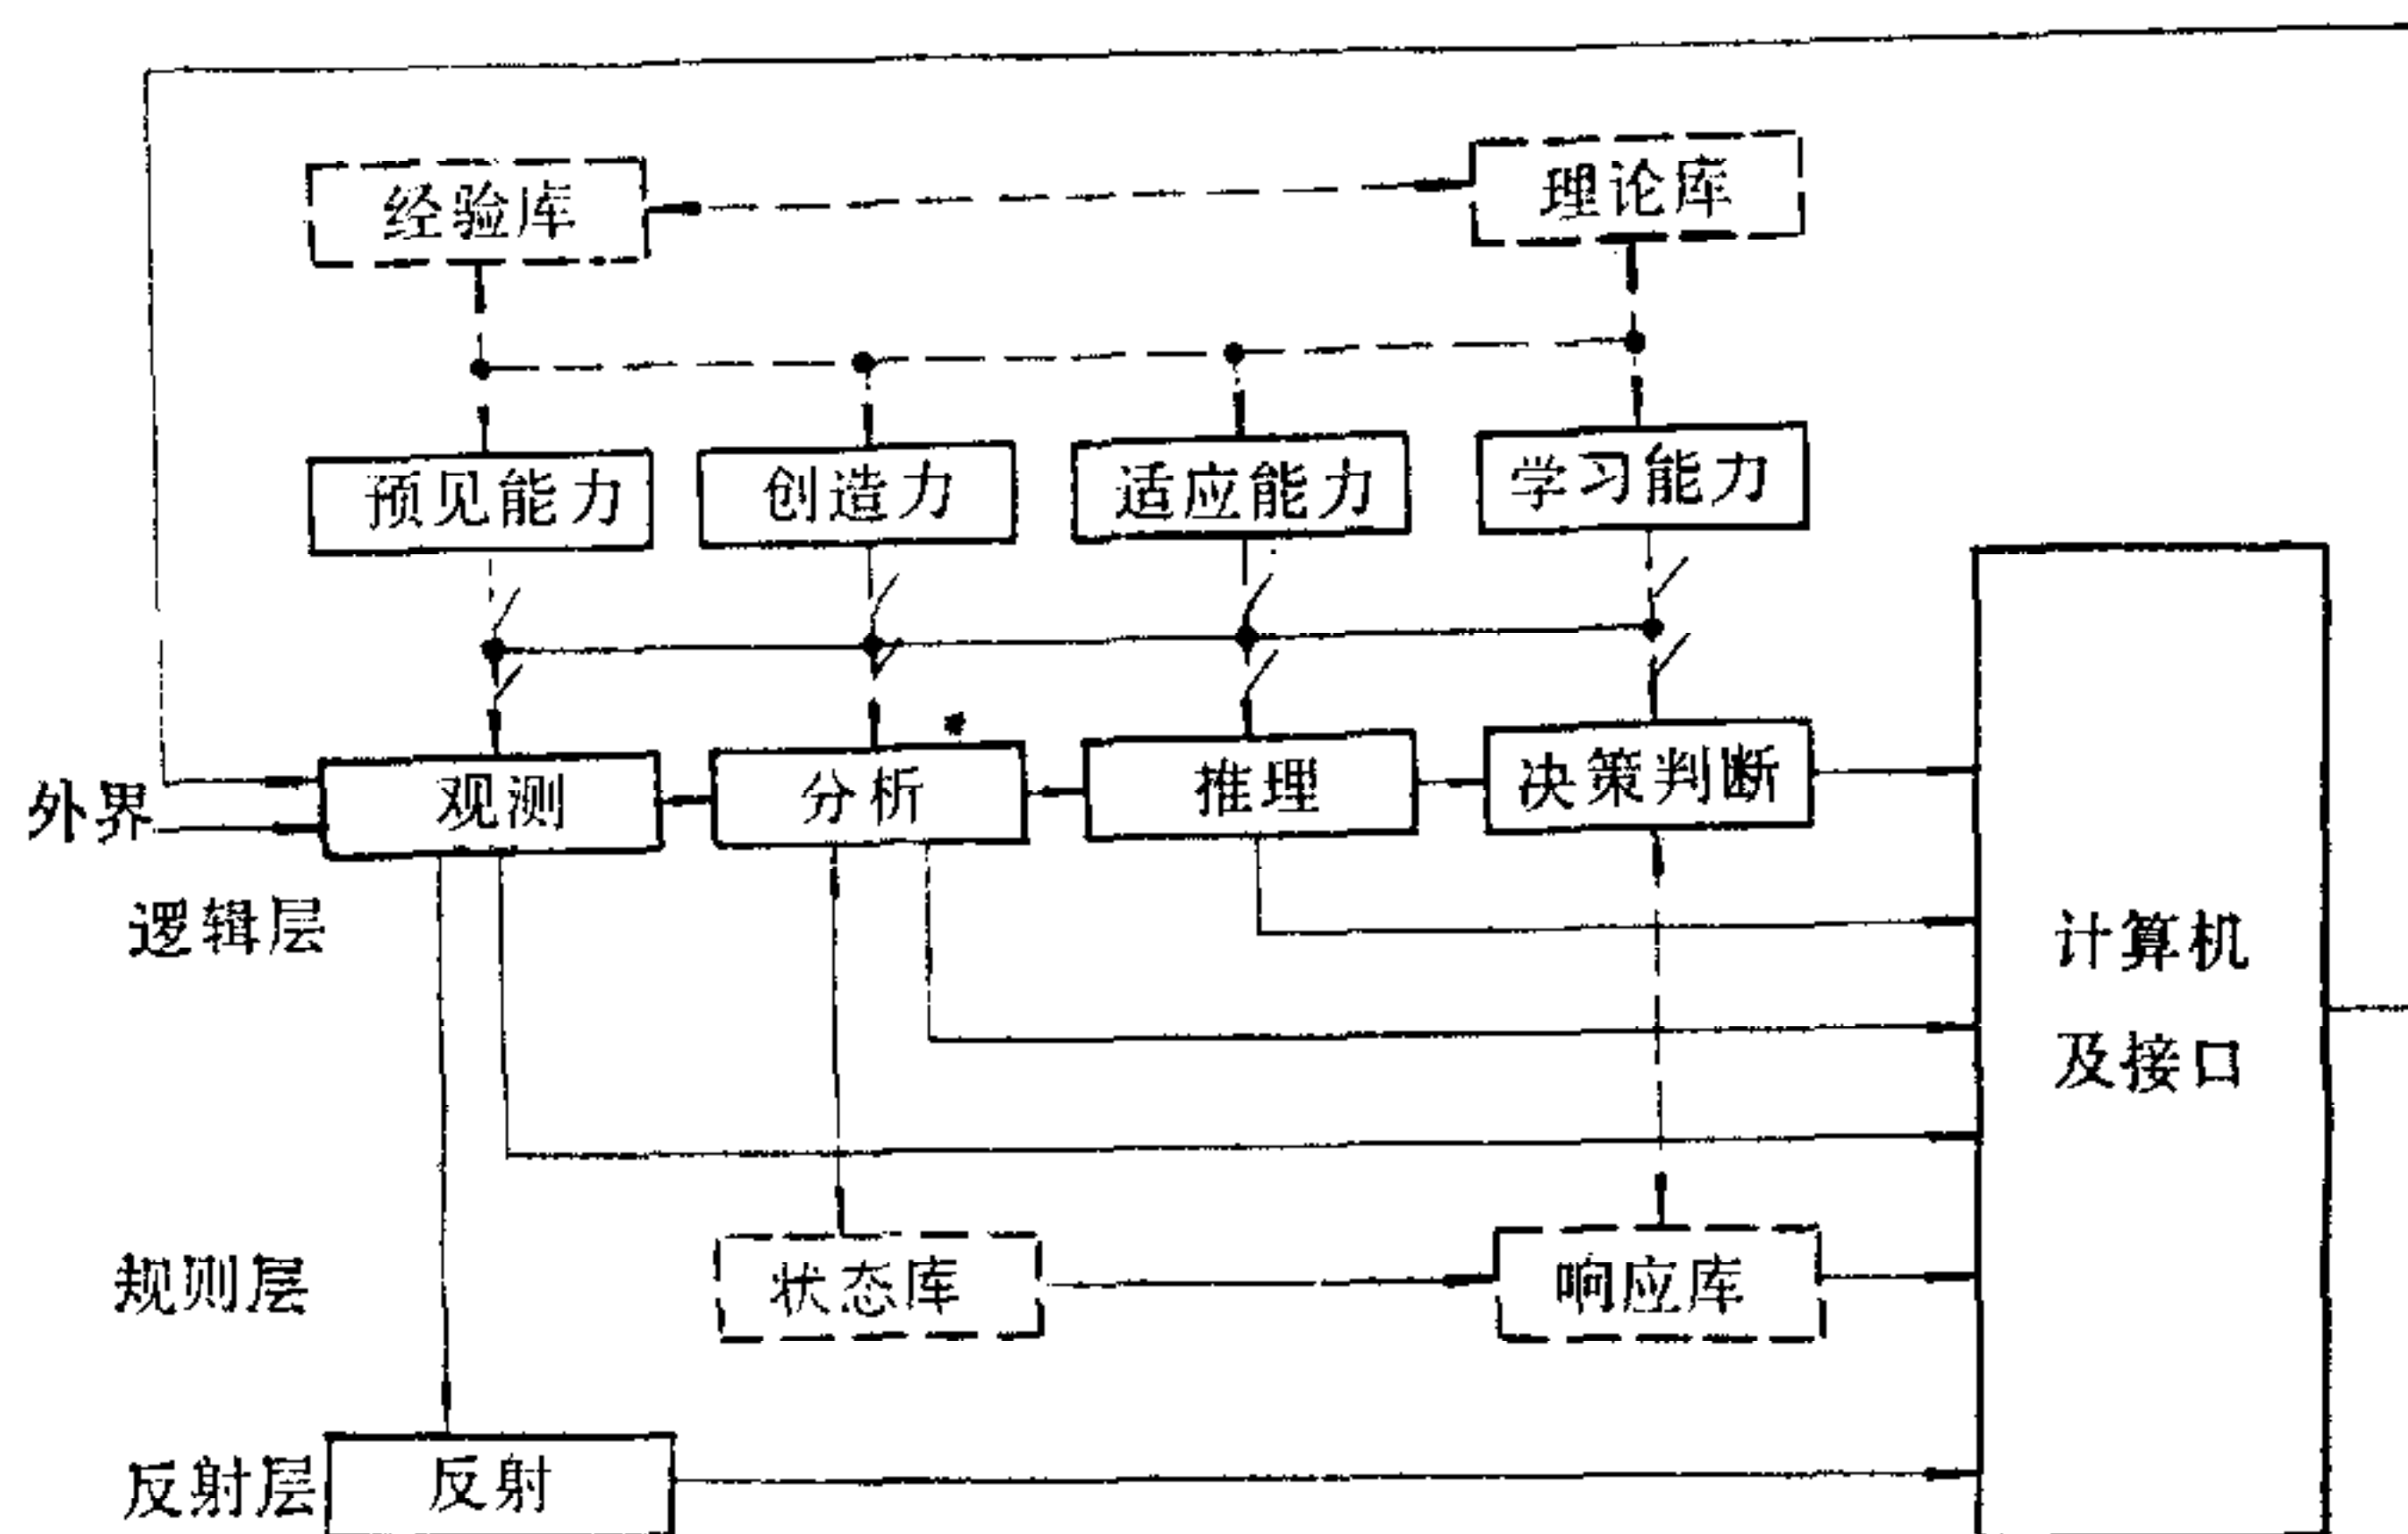 经验库
理论库
预见能力
创造力
适应能力
学习能力
外界
观测
分析
推理
决策判断
逻辑层
计算机
及接口
规则层
状态库
响应库
反射层
反射